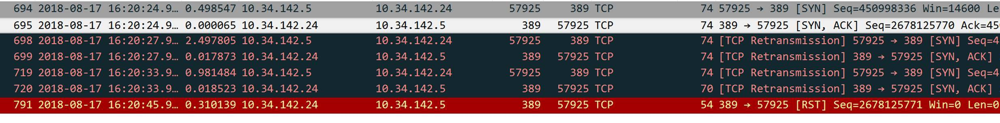 694 2018-08-17 16:20:24.9… 0.498547 10.34.142.5 10.34.142.24 57925 389 TCP 74 57925 → 389 [SYN] Seq=450998336 Win=14600 Le
695 2018-08-17 16:20:24.9… 0.000065 10.34.142.24 10.34.142.5 389 57925 TCP 74 389 → 57925 [SYN, ACK] Seq=2678125770 Ack=45
698 2018-08-17 16:20:27.9… 2.497805 10.34.142.5 10.34.142.24 57925 389 TCP 74 [TCP Retransmission] 57925 → 389 [SYN] Seq=4
699 2018-08-17 16:20:27.9… 0.017873 10.34.142.24 10.34.142.5 389 57925 TCP 74 [TCP Retransmission] 389 → 57925 [SYN, ACK]
719 2018-08-17 16:20:33.9… 0.981484 10.34.142.5 10.34.142.24 57925 389 TCP 74 [TCP Retransmission] 57925 → 389 [SYN] Seq=4
720 2018-08-17 16:20:33.9… 0.018523 10.34.142.24 10.34.142.5 389 57925 TCP 70 [TCP Retransmission] 389 → 57925 [SYN, ACK]
791 2018-08-17 16:20:45.9… 0.310139 10.34.142.24 10.34.142.5 389 57925 TCP 54 389 → 57925 [RST] Seq=2678125771 Win=0 Len=0